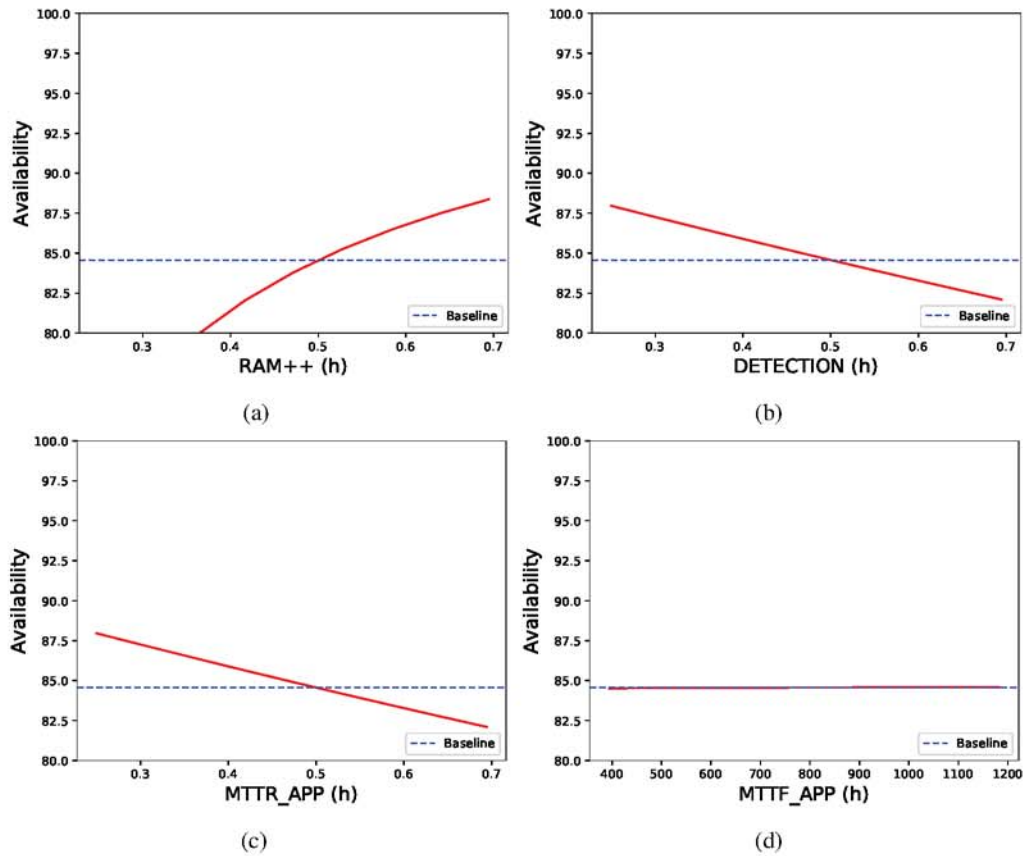 100.0
97.5
95.0
92.5
90.0
87.5
85.0
82.5
80.0
Availability
0.3 0.4 0.5 0.6 0.7
RAM++ (h)
Baseline
(a)
100.0
97.5
95.0
92.5
90.0
87.5
85.0
82.5
80.0
Availability
0.3 0.4 0.5 0.6 0.7
DETECTION (h)
Baseline
(b)
100.0
97.5
95.0
92.5
90.0
87.5
85.0
82.5
80.0
Availability
0.3 0.4 0.5 0.6 0.7
MTTR_APP (h)
Baseline
(c)
100.0
97.5
95.0
92.5
90.0
87.5
85.0
82.5
80.0
Availability
400 500 600 700 800 900 1000 1100 1200
MTTF_APP (h)
Baseline
(d)